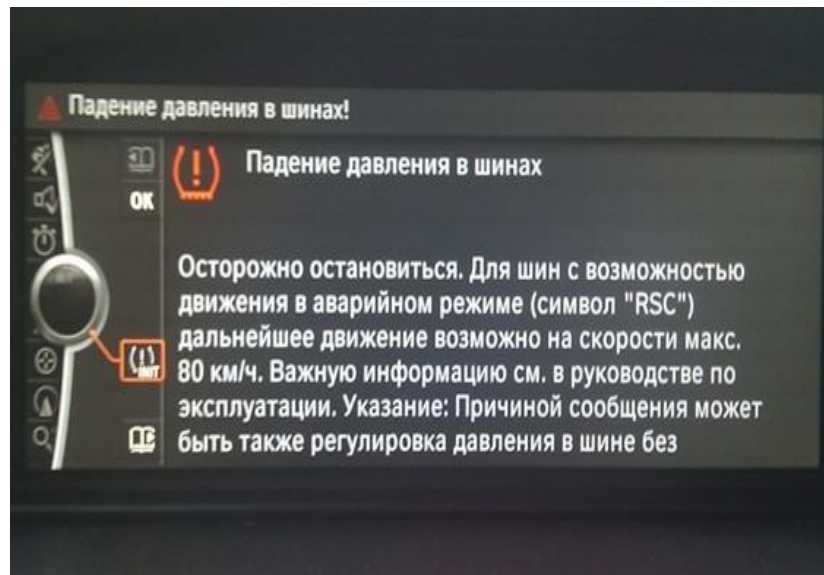 Падение давления в шинах!
Падение давления в шинах
OK
Осторожно остановиться. Для шин с возможностью
движения в аварийном режиме (символ "RSC")
дальнейшее движение возможно на скорости макс.
80 км/ч. Важную информацию см. в руководстве по
эксплуатации. Указание: Причиной сообщения может
быть также регулировка давления в шине без
INIT